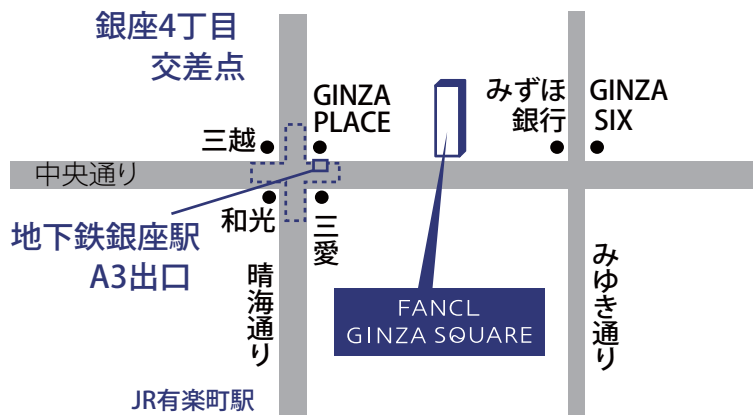 銀座4丁目
交差点
三越
GINZA
PLACE
みずほ
銀行
GINZA
SIX
中央通り
和光
三愛
地下鉄銀座駅
A3出口
晴海通り
みゆき通り
FANCL
GINZA SQUARE
JR有楽町駅